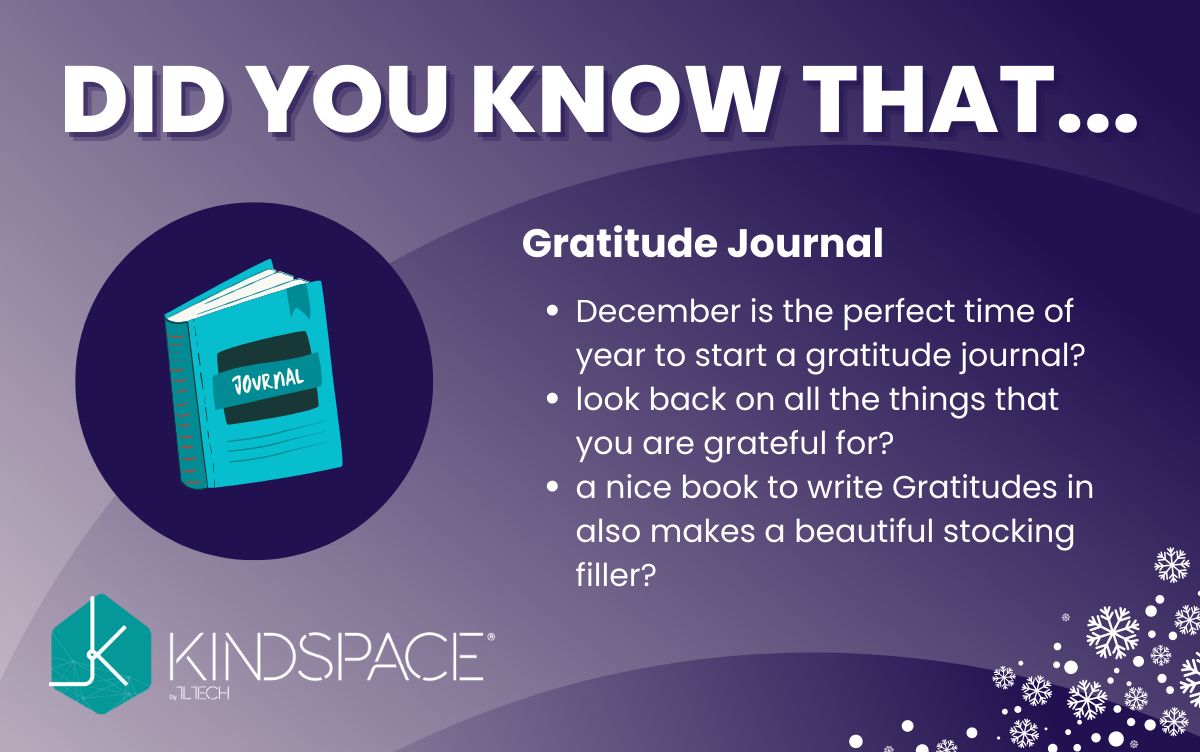 DID YOU KNOW THAT...
JOURNAL
Gratitude Journal
• December is the perfect time of
year to start a gratitude journal?
• look back on all the things that
you are grateful for?
• a nice book to write Gratitudes in
also makes a beautiful stocking
filler?
KINDSPACE®
by 1L TECH